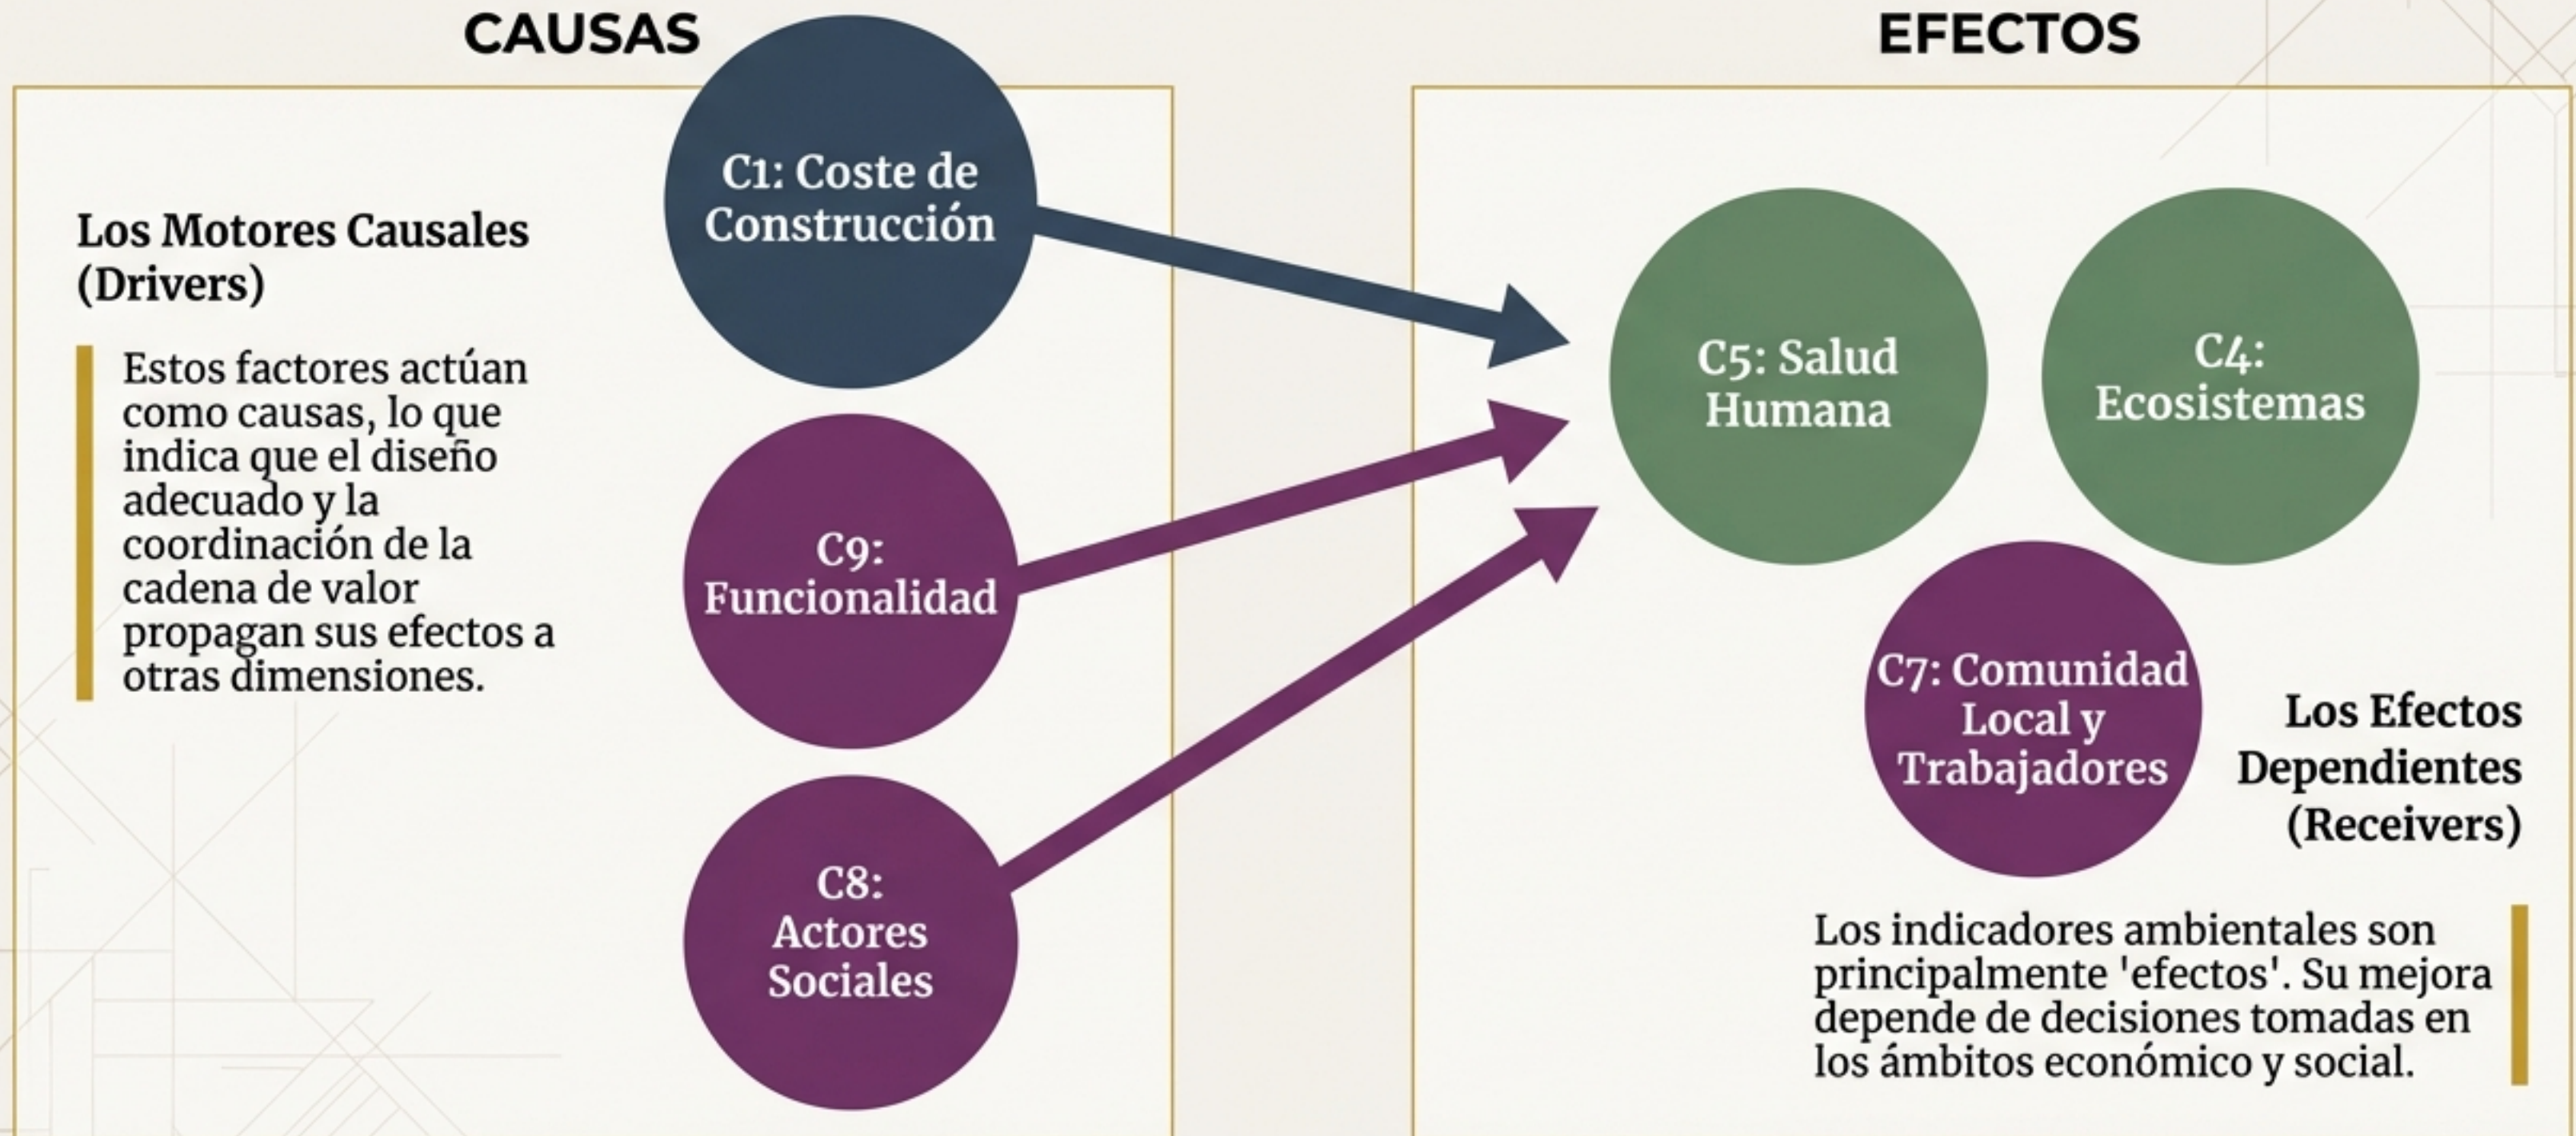 CAUSAS
Los Motores Causales
(Drivers)
Estos factores actúan
como causas, lo que
indica que el diseño
adecuado y la
coordinación de la
cadena de valor
propagan sus efectos a
otras dimensiones.
C1: Coste de
Construcción
C9:
Funcionalidad
C8:
Actores
Sociales
EFECTOS
C5: Salud
Humana
C4:
Ecosistemas
C7: Comunidad
Local y
Trabajadores
Los Efectos
Dependientes
(Receivers)
Los indicadores ambientales son
principalmente 'efectos'. Su mejora
depende de decisiones tomadas en
los ámbitos económico y social.